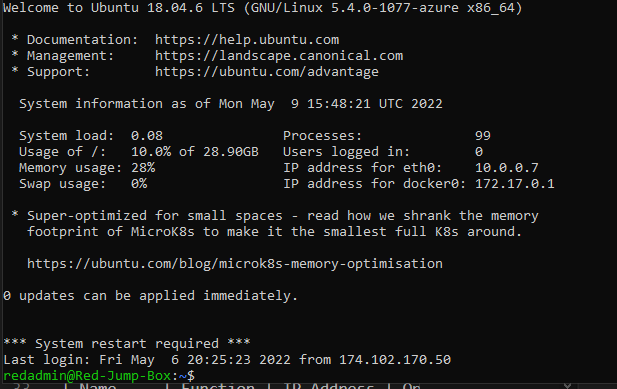 Welcome to Ubuntu 18.04.6 LTS (GNU/Linux 5.4.0-1077-azure x86_64)
* Documentation: https://help.ubuntu.com
* Management: https://landscape.canonical.com
* Support: https://ubuntu.com/advantage
System information as of Mon May 9 15:48:21 UTC 2022
System load: 0.08 Processes: 99
Usage of /: 10.0% of 28.90GB Users logged in: 0
Memory usage: 28% IP address for eth0: 10.0.0.7
Swap usage: 0% IP address for docker0: 172.17.0.1
* Super-optimized for small spaces - read how we shrank the memory
footprint of MicroK8s to make it the smallest full K8s around.
https://ubuntu.com/blog/microk8s-memory-optimisation
0 updates can be applied immediately.
*** System restart required ***
Last login: Fri May 6 20:25:23 2022 from 174.102.170.50
redadmin@Red-Jump-Box:~$
| Name | Function | IP Address | On